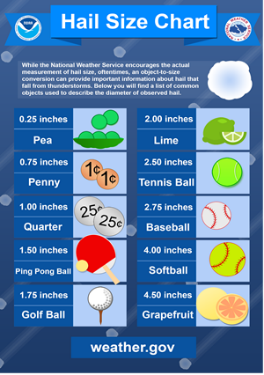 Hail Size Chart
While the National Weather Service encourages the actual
measurement of hail size, oftentimes, an object-to-size
conversion can provide important information about hail that
fall from thunderstorms. Below you will find a list of common
objects used to describe the diameter of observed hail.
0.25 inches
Pea
2.00 inches
Lime
0.75 inches
Penny
1¢
1¢
2.50 inches
Tennis Ball
1.00 inches
Quarter
25¢
25¢
2.75 inches
Baseball
1.50 inches
Ping Pong Ball
4.00 inches
Softball
1.75 inches
Golf Ball
4.50 inches
Grapefruit
weather.gov